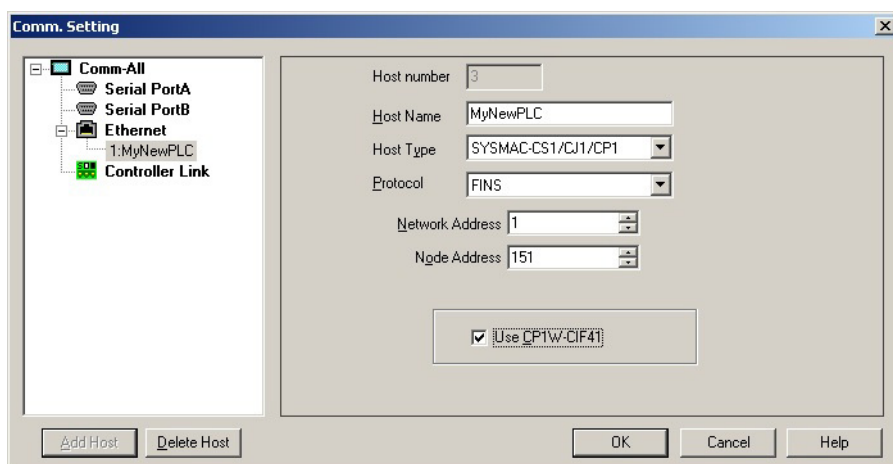 Comm. Setting
Comm-All
Serial PortA
Serial PortB
Ethernet
1:MyNewPLC
Controller Link
Host number 3
Host Name MyNewPLC
Host Type SYSMAC-CS1/CJ1/CP1
Protocol FINS
Network Address 1
Node Address 151
Use CP1W-CIF41
Add Host Delete Host OK Cancel Help